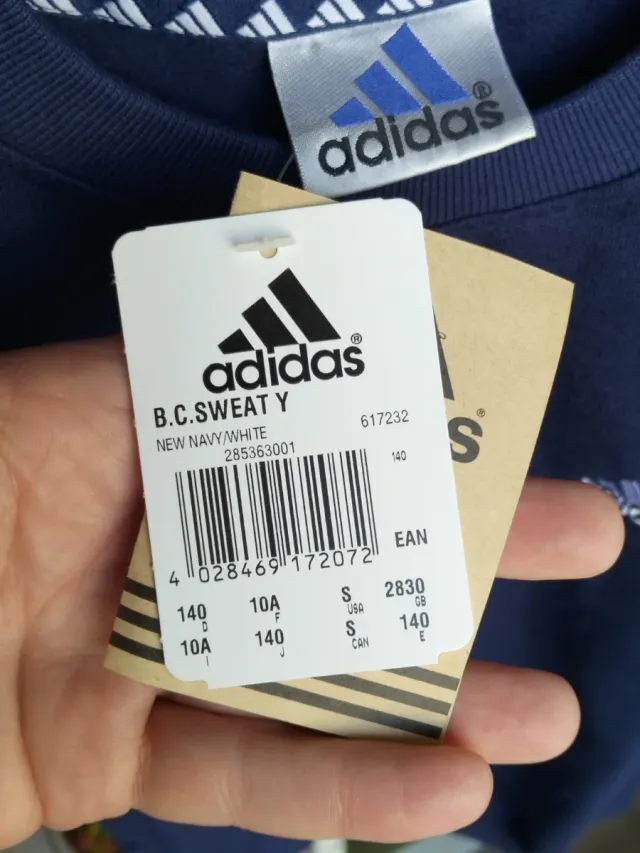 adidas®
adidas®
B.C.SWEAT Y
NEW NAVY/WHITE 617232
285363001 140
4 028469 172072 EAN
140 D 10A F S USA 2830 GB
10A I 140 J S CAN 140 E
s®